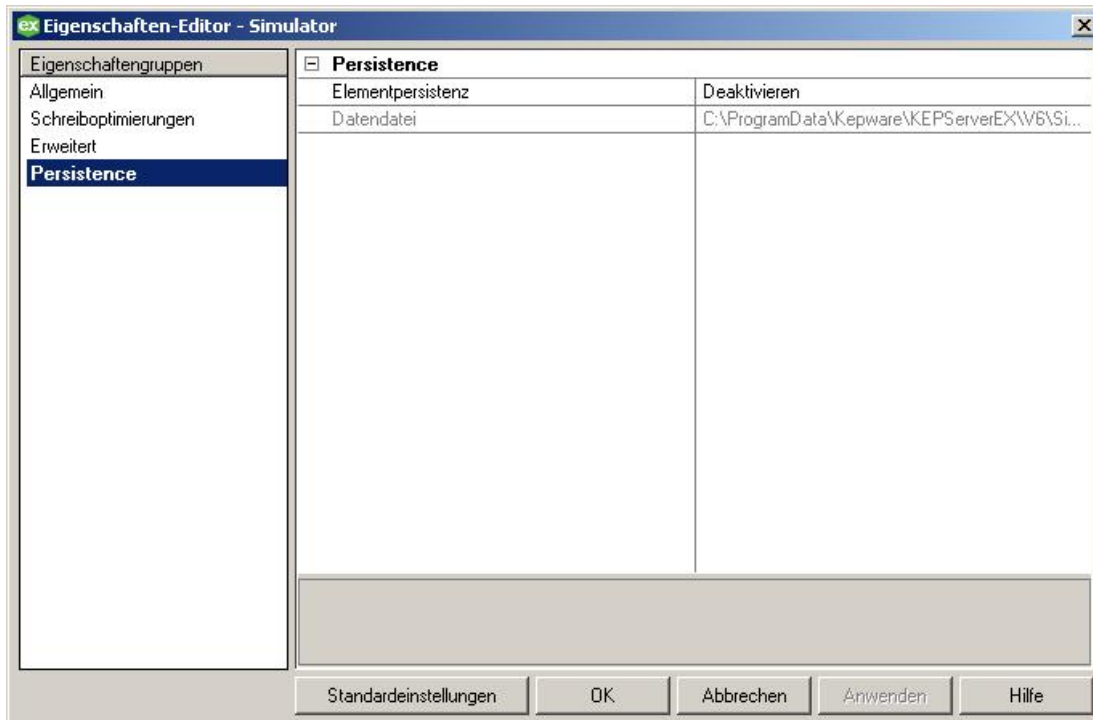 ex Eigenschaften-Editor - Simulator
Eigenschaftengruppen
Allgemein
Schreiboptimierungen
Erweitert
Persistence
Persistence
Elementpersistenz Deaktivieren
Datendatei C:\ProgramData\Kepware\KEPServerEX\V6\Si...
Standardeinstellungen OK Abbrechen Anwenden Hilfe